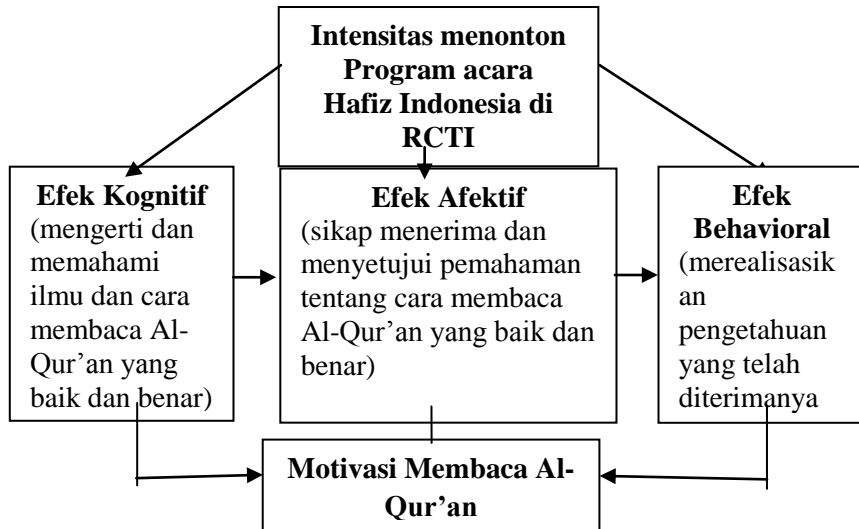 Intensitas menonton
Program acara
Hafiz Indonesia di
RCTI
Efek Kognitif
(mengerti dan
memahami
ilmu dan cara
membaca Al-
Qur’an yang
baik dan benar)
Efek Afektif
(sikap menerima dan
menyetujui pemahaman
tentang cara membaca
Al-Qur’an yang baik dan
benar)
Efek
Behavioral
(merealisasik
an
pengetahuan
yang telah
diterimanya
Motivasi Membaca Al-
Qur’an